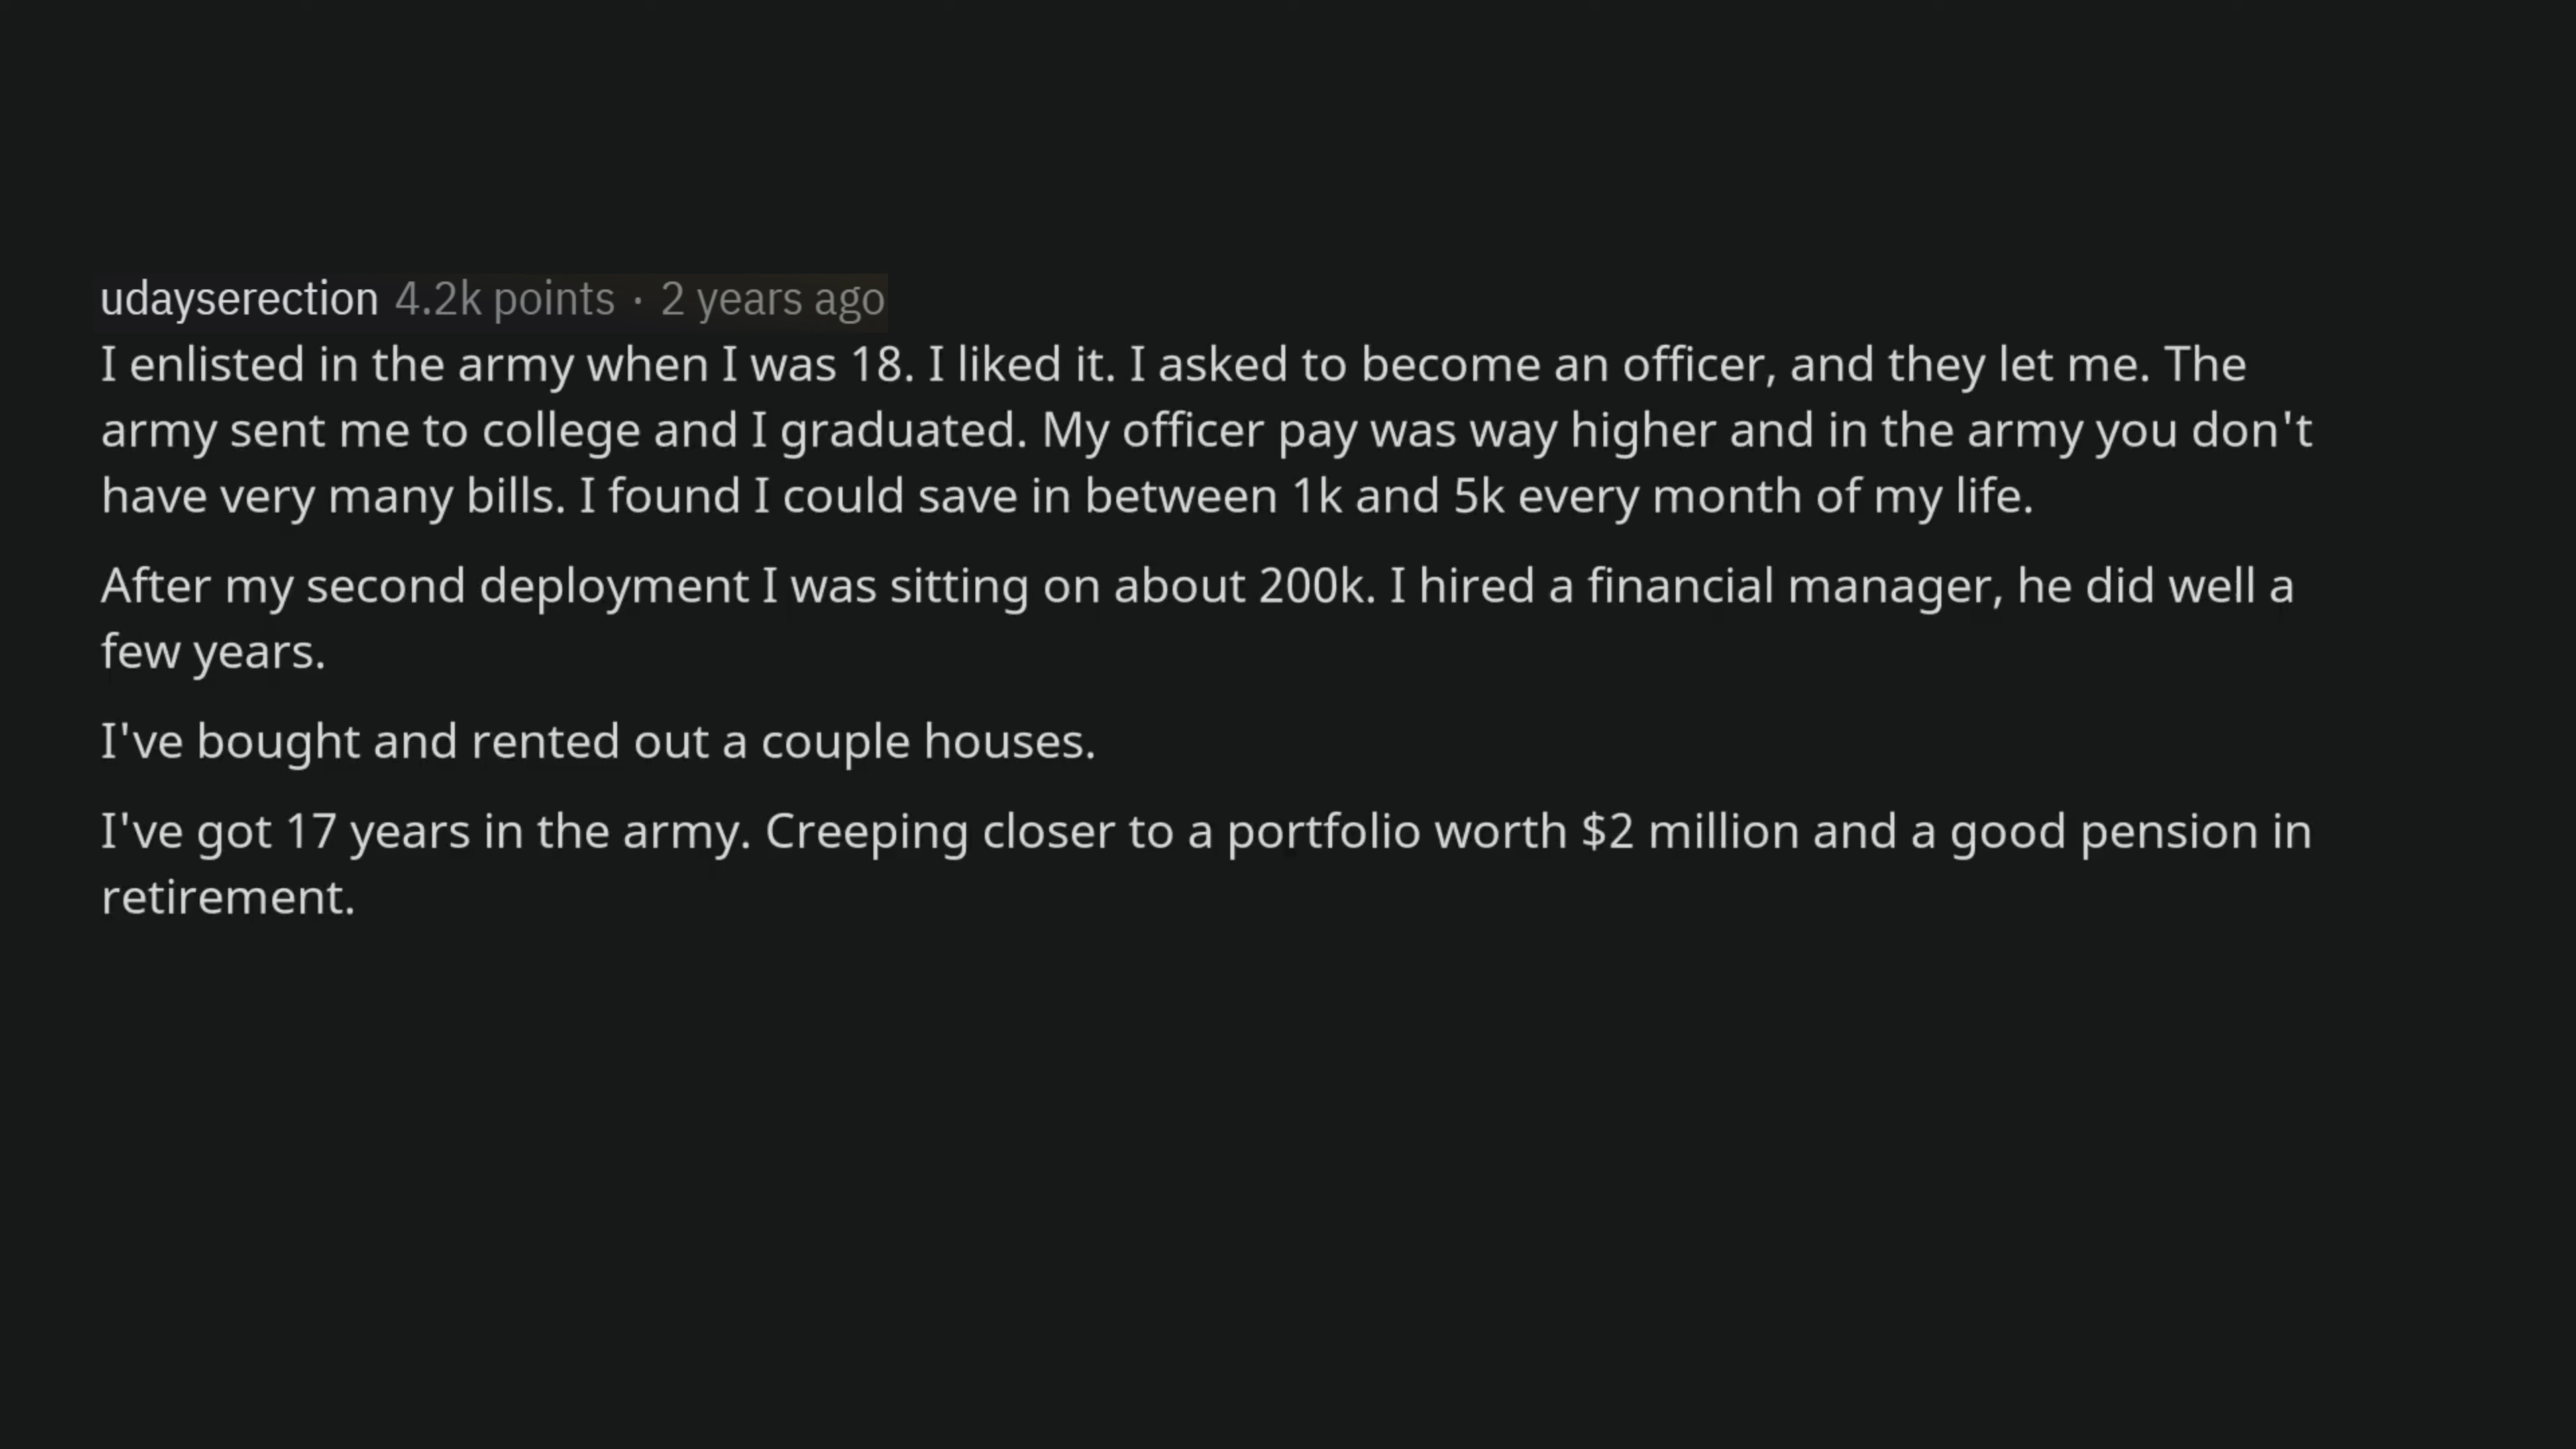 udayserection 4.2k points · 2 years ago
I enlisted in the army when I was 18. I liked it. I asked to become an officer, and they let me. The
army sent me to college and I graduated. My officer pay was way higher and in the army you don't
have very many bills. I found I could save in between 1k and 5k every month of my life.
After my second deployment I was sitting on about 200k. I hired a financial manager, he did well a
few years.
I've bought and rented out a couple houses.
I've got 17 years in the army. Creeping closer to a portfolio worth $2 million and a good pension in
retirement.